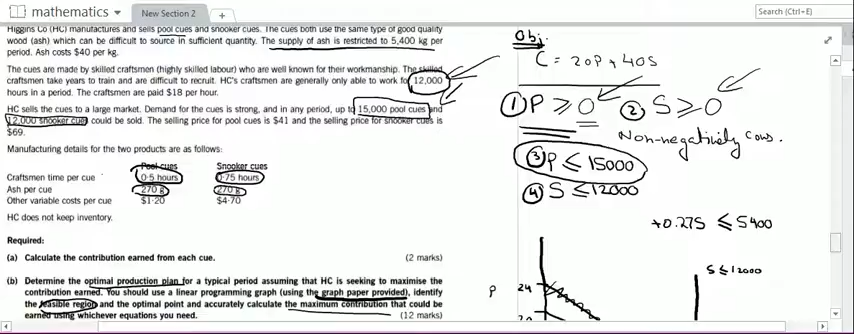 mathematics
New Section 2
Search (Ctrl+E)
Higgins Co (HC) manufactures and sells pool cues and snooker cues. The cues both use the same type of good quality
wood (ash) which can be difficult to source in sufficient quantity. The supply of ash is restricted to 5,400 kg per
period. Ash costs $40 per kg.
The cues are made by skilled craftsmen (highly skilled labour) who are well known for their workmanship. The skilled
craftsmen take years to train and are difficult to recruit. HC's craftsmen are generally only able to work for 12,000
hours in a period. The craftsmen are paid $18 per hour.
HC sells the cues to a large market. Demand for the cues is strong, and in any period, up to 15,000 pool cues and
12,000 snooker cues could be sold. The selling price for pool cues is $41 and the selling price for snooker cues is
$69.
Manufacturing details for the two products are as follows:
Pool cues Snooker cues
Craftsmen time per cue 0·5 hours 0·75 hours
Ash per cue 270 g 270 g
Other variable costs per cue $1·20 $4·70
HC does not keep inventory.
Required:
(a) Calculate the contribution earned from each cue. (2 marks)
(b) Determine the optimal production plan for a typical period assuming that HC is seeking to maximise the
contribution earned. You should use a linear programming graph (using the graph paper provided), identify
the feasible region and the optimal point and accurately calculate the maximum contribution that could be
earned using whichever equations you need. (12 marks)
Obj.
C = 20P + 40S
① P ≥ 0 ② S ≥ 0
Non-negativity cons.
③ P ≤ 15000
④ S ≤ 12000
+0.27S ≤ 5400
S ≤ 12000
P 24